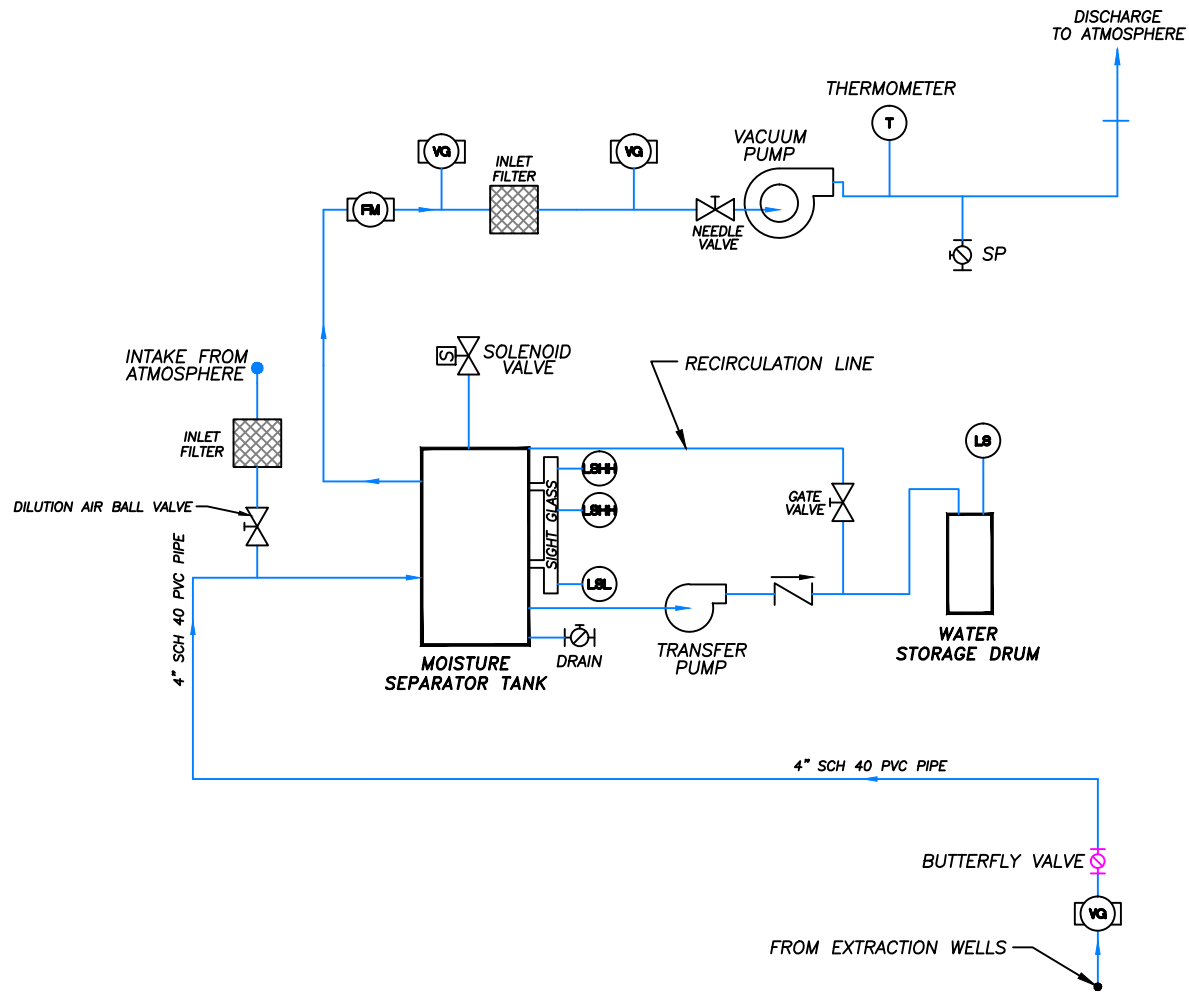 DISCHARGE
TO ATMOSPHERE
THERMOMETER
T
VACUUM
PUMP
VG
VG
INLET
FILTER
FM
NEEDLE
VALVE
SP
INTAKE FROM
ATMOSPHERE
S
SOLENOID
VALVE
RECIRCULATION LINE
INLET
FILTER
LS
LSHH
LSHH
SIGHT GLASS
GATE
VALVE
DILUTION AIR BALL VALVE
LSL
4" SCH 40 PVC PIPE
DRAIN
TRANSFER
PUMP
WATER
STORAGE DRUM
MOISTURE
SEPARATOR TANK
4" SCH 40 PVC PIPE
BUTTERFLY VALVE
VG
FROM EXTRACTION WELLS